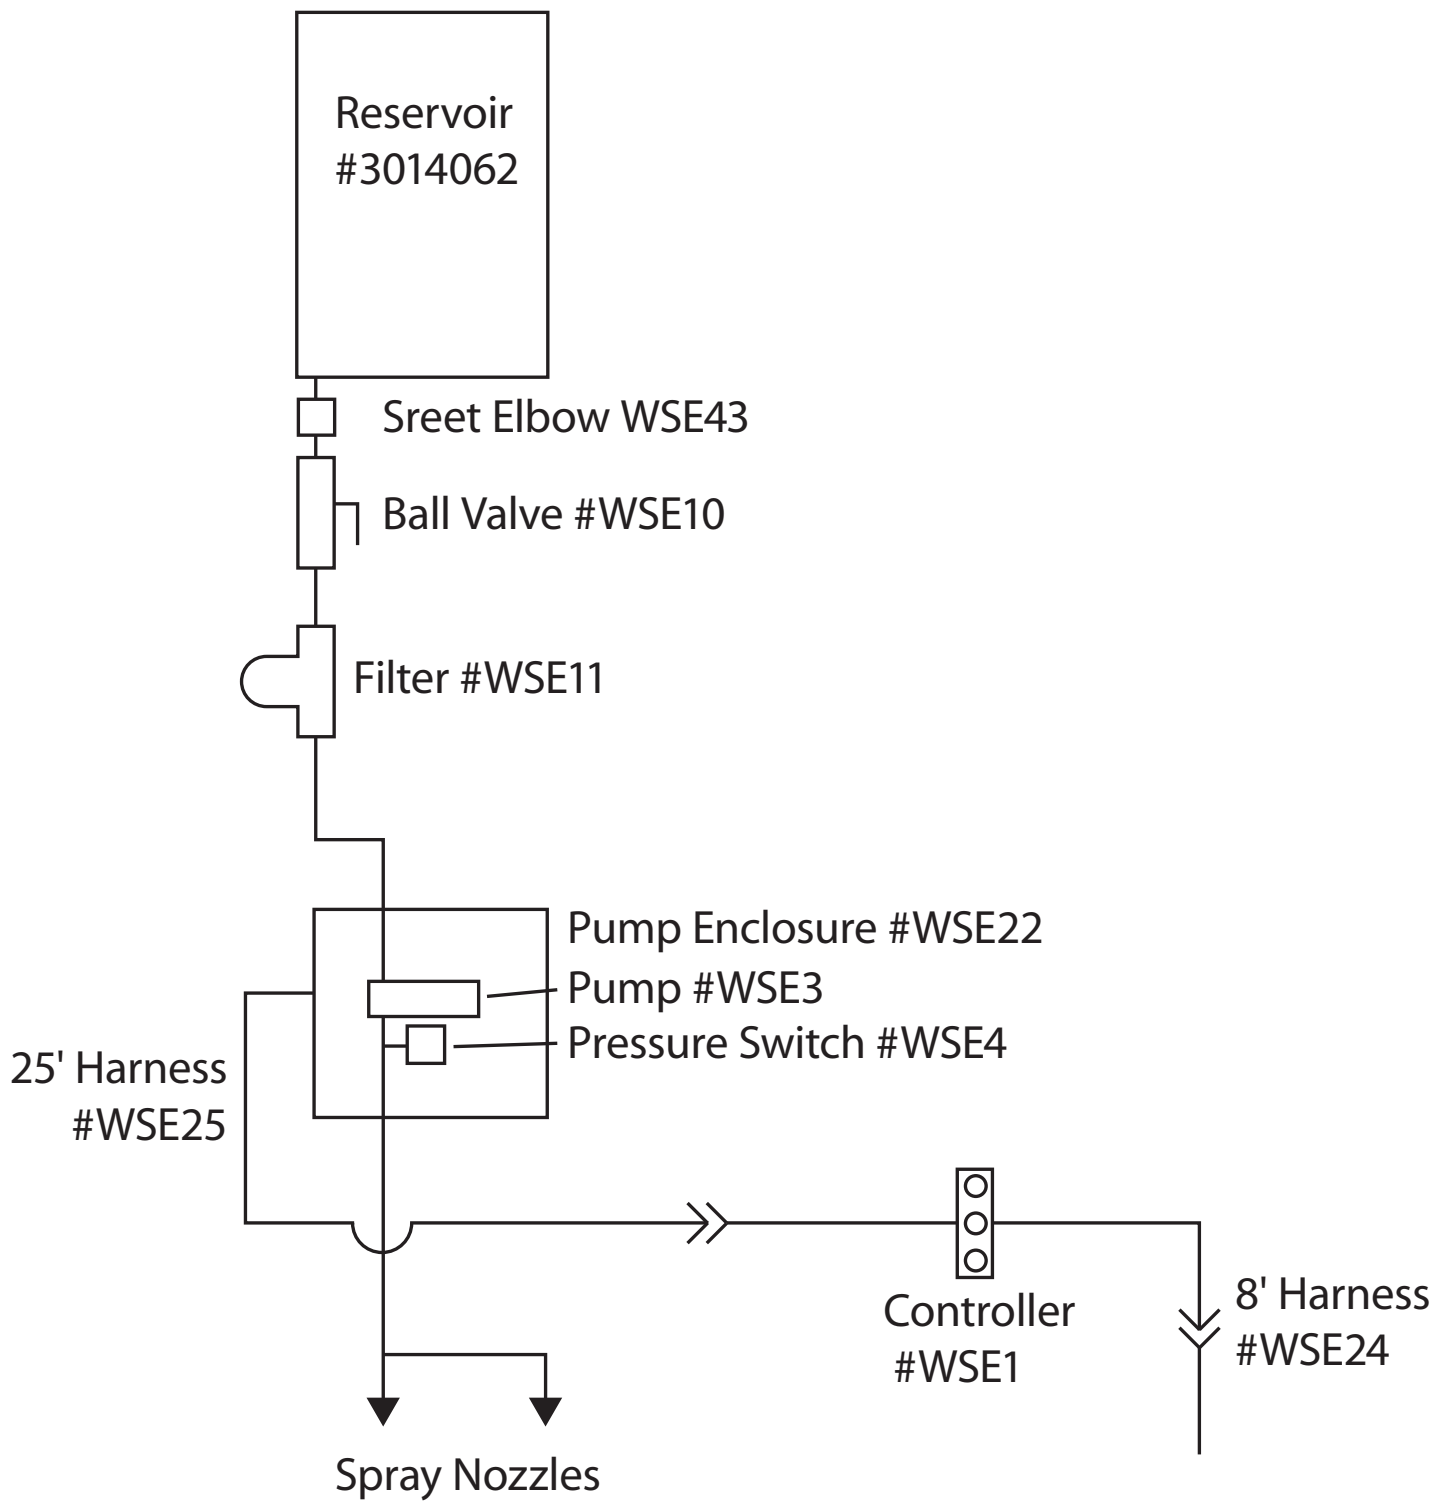 Reservoir
#3014062
Sreet Elbow WSE43
Ball Valve #WSE10
Filter #WSE11
Pump Enclosure #WSE22
Pump #WSE3
Pressure Switch #WSE4
25' Harness
#WSE25
Controller
#WSE1
8' Harness
#WSE24
Spray Nozzles